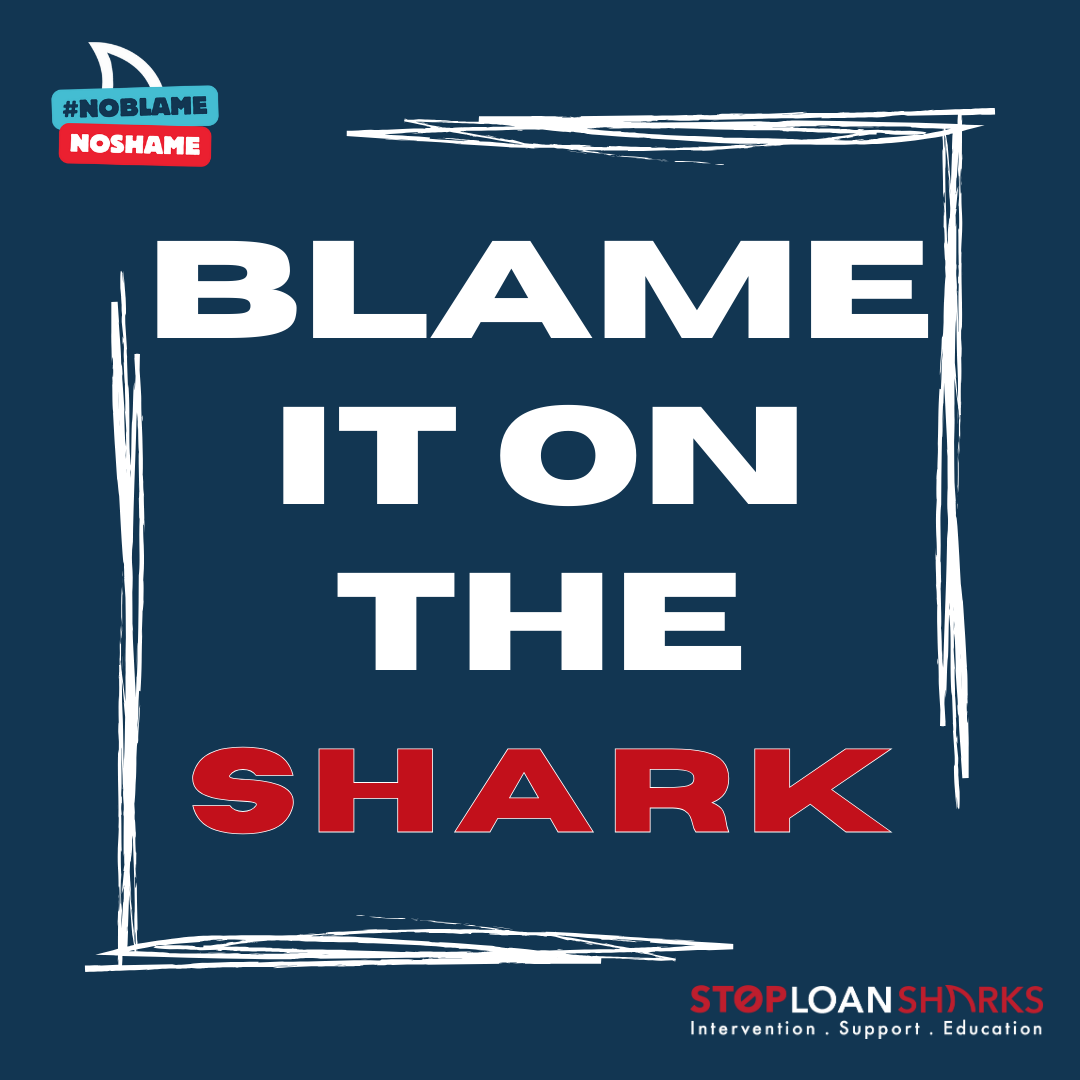 #NOBLAME
NOSHAME
BLAME
IT ON
THE
SHARK
STOPLOANSHARKS
Intervention . Support . Education